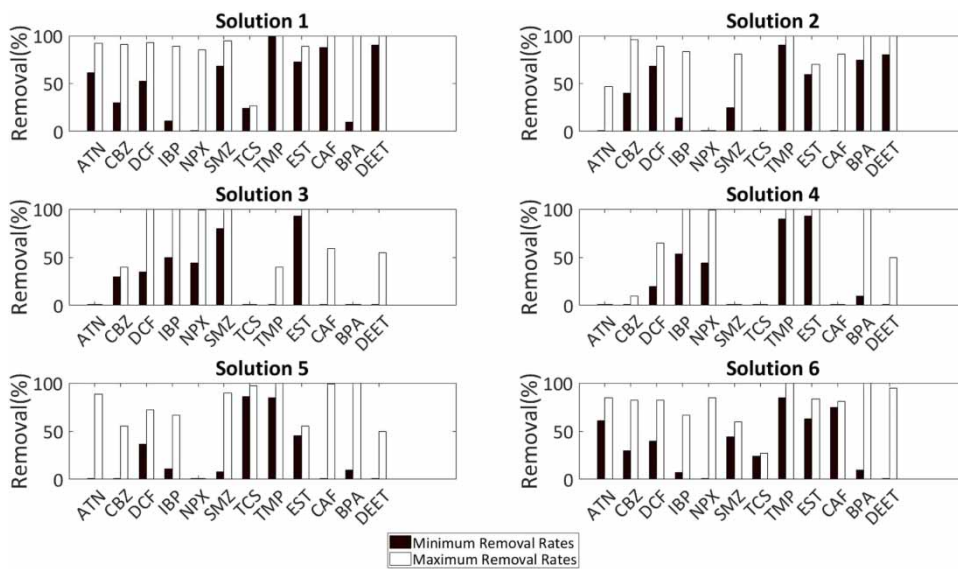 Solution 1
Removal(%)
100
50
0
ATN CBZ DCF IBP NPX SMZ TCS TMP EST CAF BPA DEET
Solution 2
Removal(%)
100
50
0
ATN CBZ DCF IBP NPX SMZ TCS TMP EST CAF BPA DEET
Solution 3
Removal(%)
100
50
0
ATN CBZ DCF IBP NPX SMZ TCS TMP EST CAF BPA DEET
Solution 4
Removal(%)
100
50
0
ATN CBZ DCF IBP NPX SMZ TCS TMP EST CAF BPA DEET
Solution 5
Removal(%)
100
50
0
ATN CBZ DCF IBP NPX SMZ TCS TMP EST CAF BPA DEET
Solution 6
Removal(%)
100
50
0
ATN CBZ DCF IBP NPX SMZ TCS TMP EST CAF BPA DEET
Minimum Removal Rates
Maximum Removal Rates